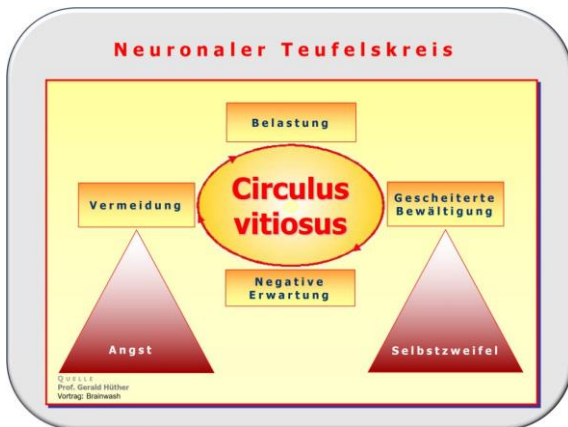 Neuronaler Teufelskreis
Belastung
Circulus
vitiosus
Vermeidung
Gescheiterte
Bewältigung
Negative
Erwartung
Angst
Selbstzweifel
QUELLE
Prof. Gerald Hüther
Vortrag: Brainwash